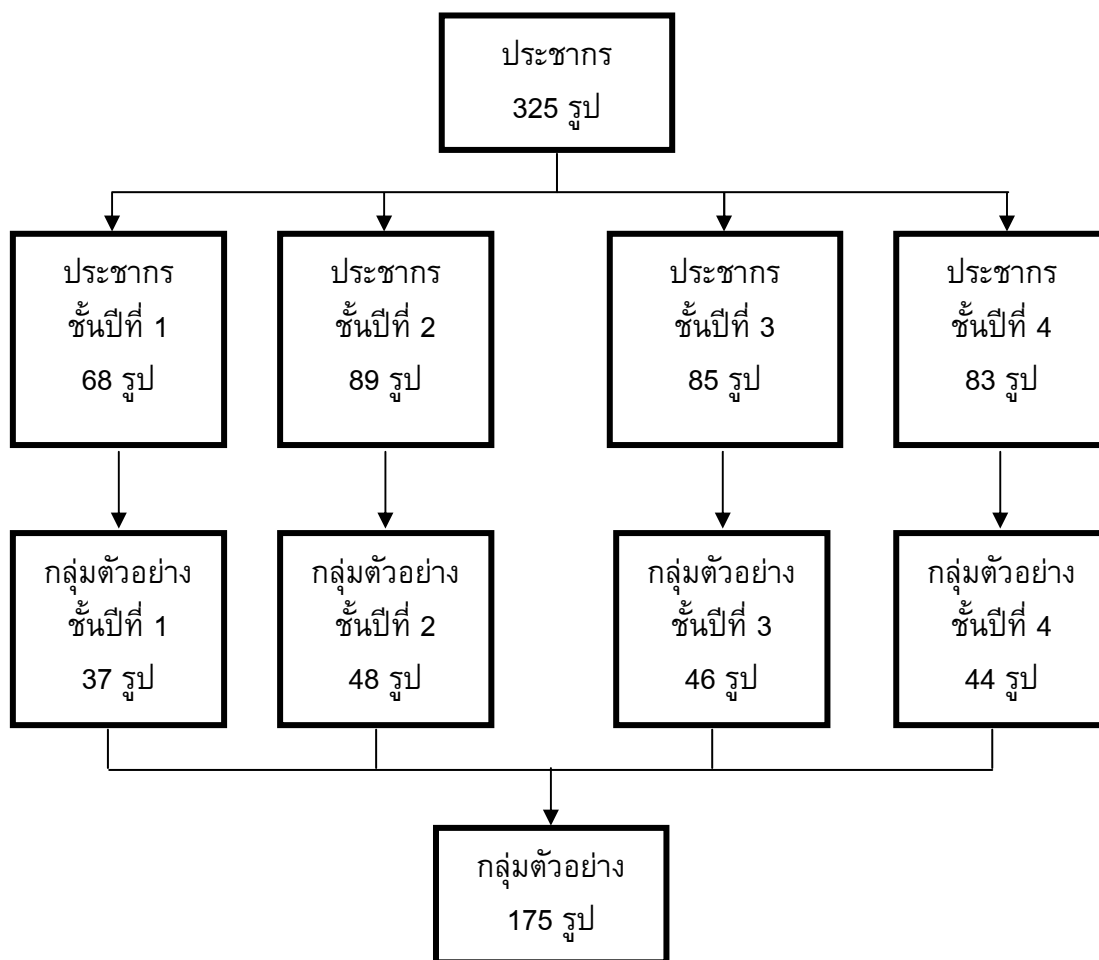 ประชากร
325 รูป
ประชากร
ชั้นปีที่ 1
68 รูป
ประชากร
ชั้นปีที่ 2
89 รูป
ประชากร
ชั้นปีที่ 3
85 รูป
ประชากร
ชั้นปีที่ 4
83 รูป
กลุ่มตัวอย่าง
ชั้นปีที่ 1
37 รูป
กลุ่มตัวอย่าง
ชั้นปีที่ 2
48 รูป
กลุ่มตัวอย่าง
ชั้นปีที่ 3
46 รูป
กลุ่มตัวอย่าง
ชั้นปีที่ 4
44 รูป
กลุ่มตัวอย่าง
175 รูป